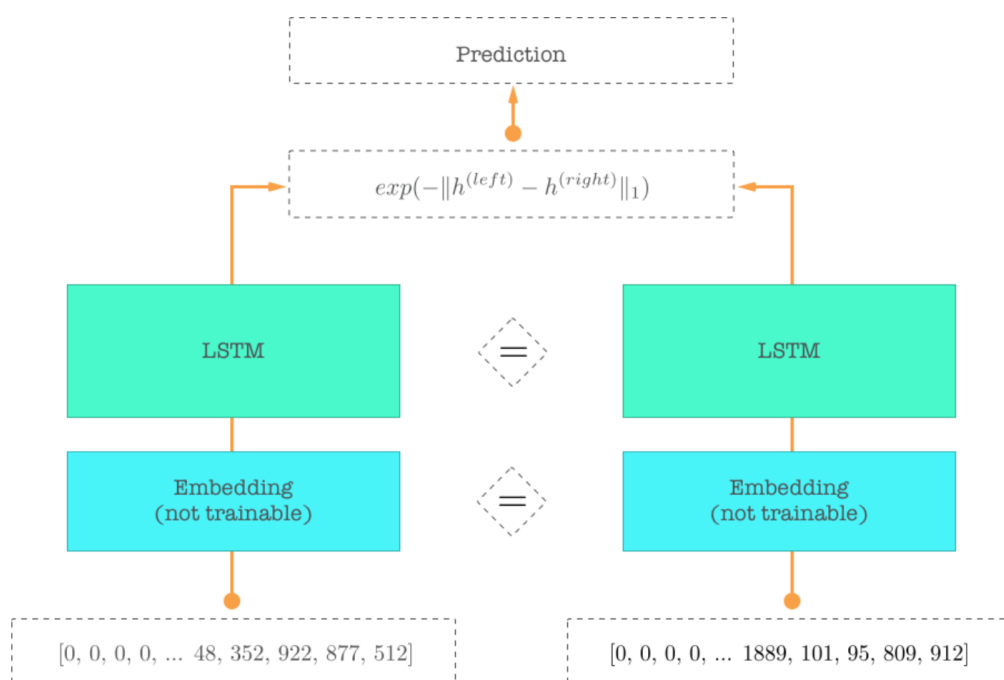 Prediction
exp(−‖h^(left) − h^(right)‖₁)
LSTM
=
LSTM
Embedding
(not trainable)
=
Embedding
(not trainable)
[0, 0, 0, 0, ... 48, 352, 922, 877, 512]
[0, 0, 0, 0, ... 1889, 101, 95, 809, 912]